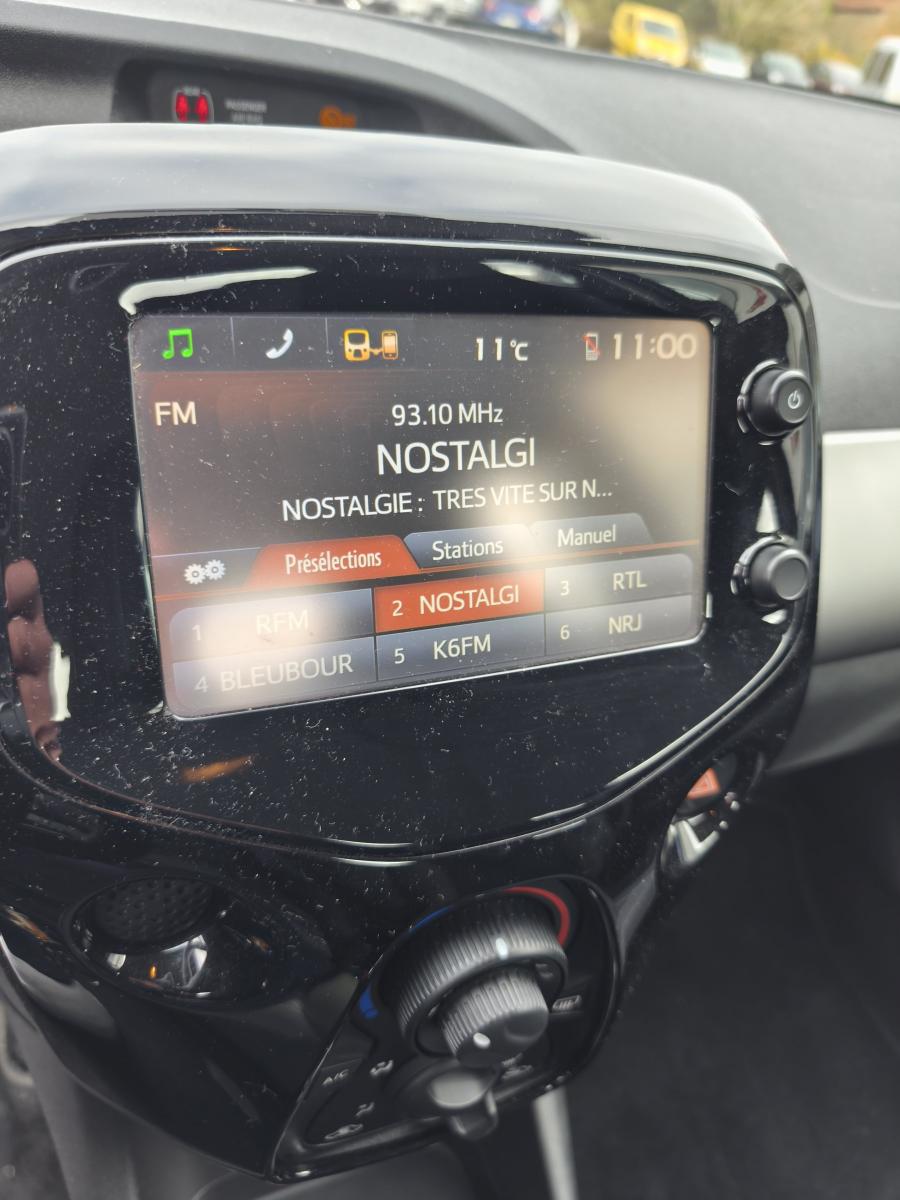 PASSENGER
11°C 11:00
FM
93.10 MHz
NOSTALGI
NOSTALGIE : TRES VITE SUR N...
Présélections Stations Manuel
1 RFM 2 NOSTALGI 3 RTL
4 BLEUBOUR 5 K6FM 6 NRJ
A/C